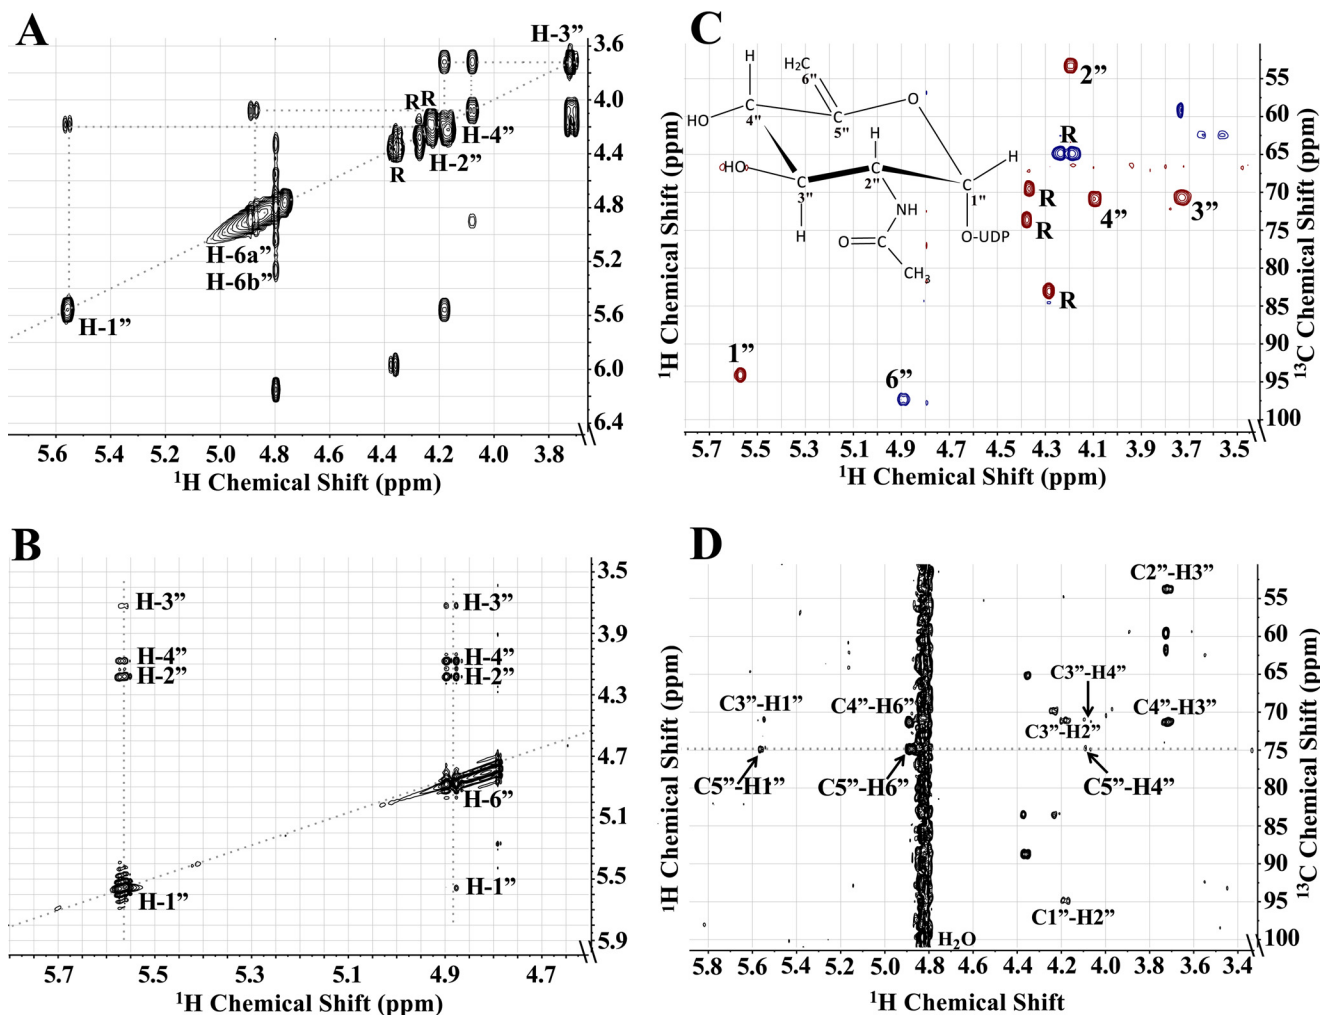 A
H-3”
3.6
4.0
4.4
4.8
5.2
5.6
6.0
6.4
R R
H-4”
H-2”
R
H-6a”
H-6b”
H-1”
5.6 5.4 5.2 5.0 4.8 4.6 4.4 4.2 4.0 3.8
¹H Chemical Shift (ppm)
¹H Chemical Shift (ppm)
C
H
H₂C
6”
O
HO
4”
5”
H
H
HO
2”
3”
1”
H
NH
O
C
O-UDP
CH₃
2”
R
R
4”
3”
R
R
1”
6”
55
60
65
70
75
80
85
90
95
100
5.7 5.4 5.1 4.8 4.5 4.2 3.9 3.7 3.5
¹H Chemical Shift (ppm)
¹³C Chemical Shift (ppm)
B
H-3”
H-4”
H-2”
H-1”
H-3”
H-4”
H-2”
H-6”
H-1”
3.5
3.9
4.3
4.7
5.1
5.5
5.9
5.7 5.5 5.3 5.1 4.9 4.7
¹H Chemical Shift (ppm)
¹H Chemical Shift (ppm)
D
C2”-H3”
C3”-H4”
C3”-H1”
C4”-H6”
C4”-H3”
C3”-H2”
C5”-H1”
C5”-H6”
C5”-H4”
C1”-H2”
H₂O
55
60
65
70
75
80
85
90
95
100
5.8 5.6 5.4 5.2 5.0 4.8 4.6 4.4 4.2 4.0 3.8 3.6 3.4
¹H Chemical Shift
¹³C Chemical Shift (ppm)